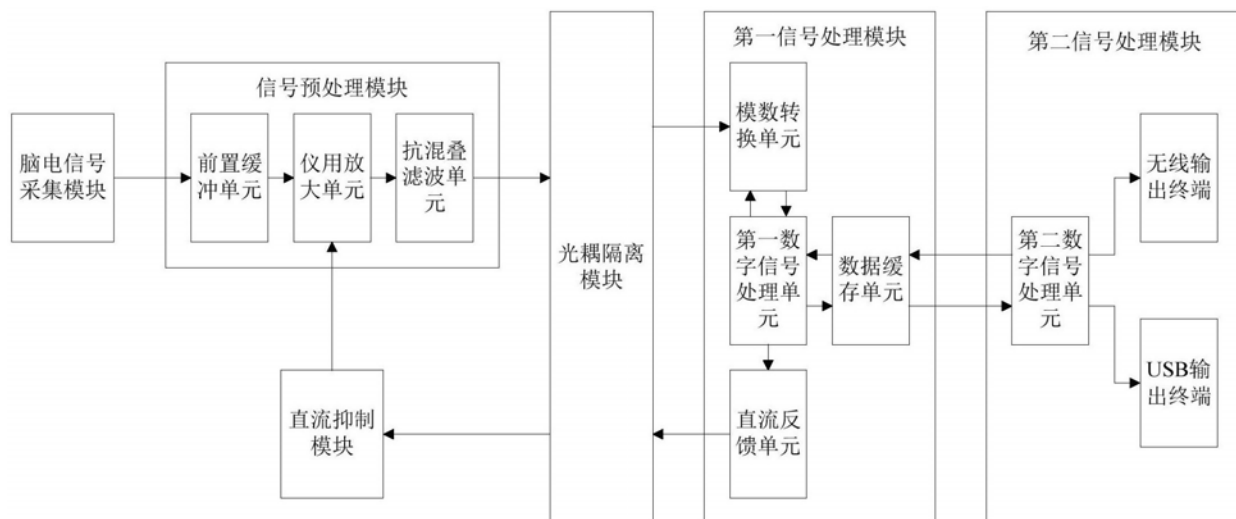 信号预处理模块
脑电信号
采集模块
前置缓
冲单元
仪用放
大单元
抗混叠
滤波单
元
直流抑制
模块
光耦隔离
模块
第一信号处理模块
模数转
换单元
第一数
字信号
处理单
元
数据缓
存单元
直流反
馈单元
第二信号处理模块
第二数
字信号
处理单
元
无线输
出终端
USB输
出终端